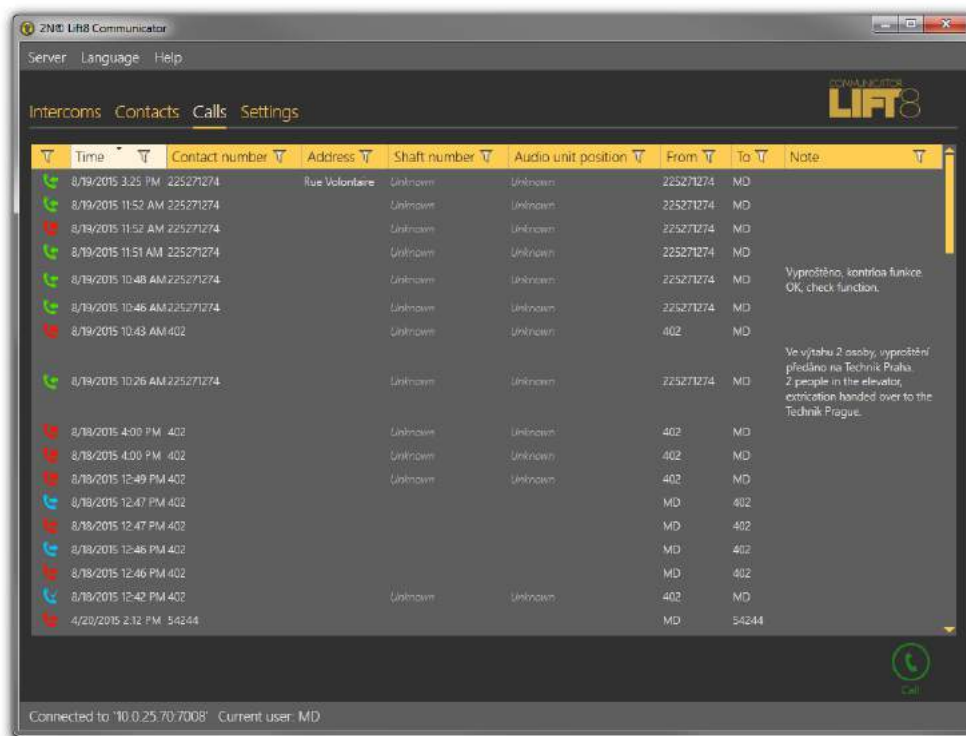 2N® Lift8 Communicator
Server Language Help
COMMUNICATOR
LIFT8
Intercoms Contacts Calls Settings
Time Contact number Address Shaft number Audio unit position From To Note
8/19/2015 3:25 PM 225271274 Rue Volontaire Unknown Unknown 225271274 MD
8/19/2015 11:52 AM 225271274 Unknown Unknown 225271274 MD
8/19/2015 11:52 AM 225271274 Unknown Unknown 225271274 MD
8/19/2015 11:51 AM 225271274 Unknown Unknown 225271274 MD
8/19/2015 10:48 AM 225271274 Unknown Unknown 225271274 MD Vyproštěno, kontrloa funkce.
OK, check function.
8/19/2015 10:46 AM 225271274 Unknown Unknown 225271274 MD
8/19/2015 10:43 AM 402 Unknown Unknown 402 MD
8/19/2015 10:26 AM 225271274 Unknown Unknown 225271274 MD Ve výtahu 2 osoby, vyproštění
předáno na Technik Praha.
2 people in the elevator,
extrication handed over to the
Technik Prague.
8/18/2015 4:00 PM 402 Unknown Unknown 402 MD
8/18/2015 4:00 PM 402 Unknown Unknown 402 MD
8/18/2015 12:49 PM 402 Unknown Unknown 402 MD
8/18/2015 12:47 PM 402 MD 402
8/18/2015 12:47 PM 402 MD 402
8/18/2015 12:46 PM 402 MD 402
8/18/2015 12:46 PM 402 MD 402
8/18/2015 12:42 PM 402 Unknown Unknown 402 MD
4/20/2015 2:12 PM 54244 MD 54244
Call
Connected to '10.0.25.70:7008' Current user: MD